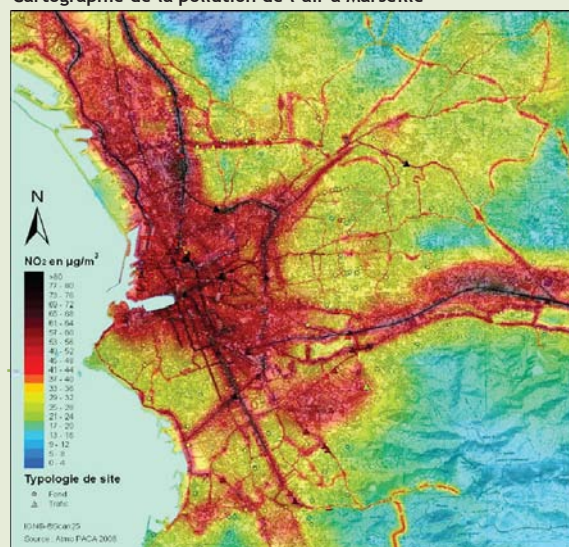 Cartographie de la pollution de l'air à Marseille
N
NO2 en µg/m3
>80
77 - 80
73 - 76
69 - 72
65 - 68
61 - 64
57 - 60
53 - 56
49 - 52
45 - 48
41 - 44
37 - 40
33 - 36
29 - 32
25 - 28
21 - 24
17 - 20
13 - 16
9 - 12
5 - 8
0 - 4
Typologie de site
Fond
Trafic
IGN®-®Scan25
Source : Atmo PACA 2008